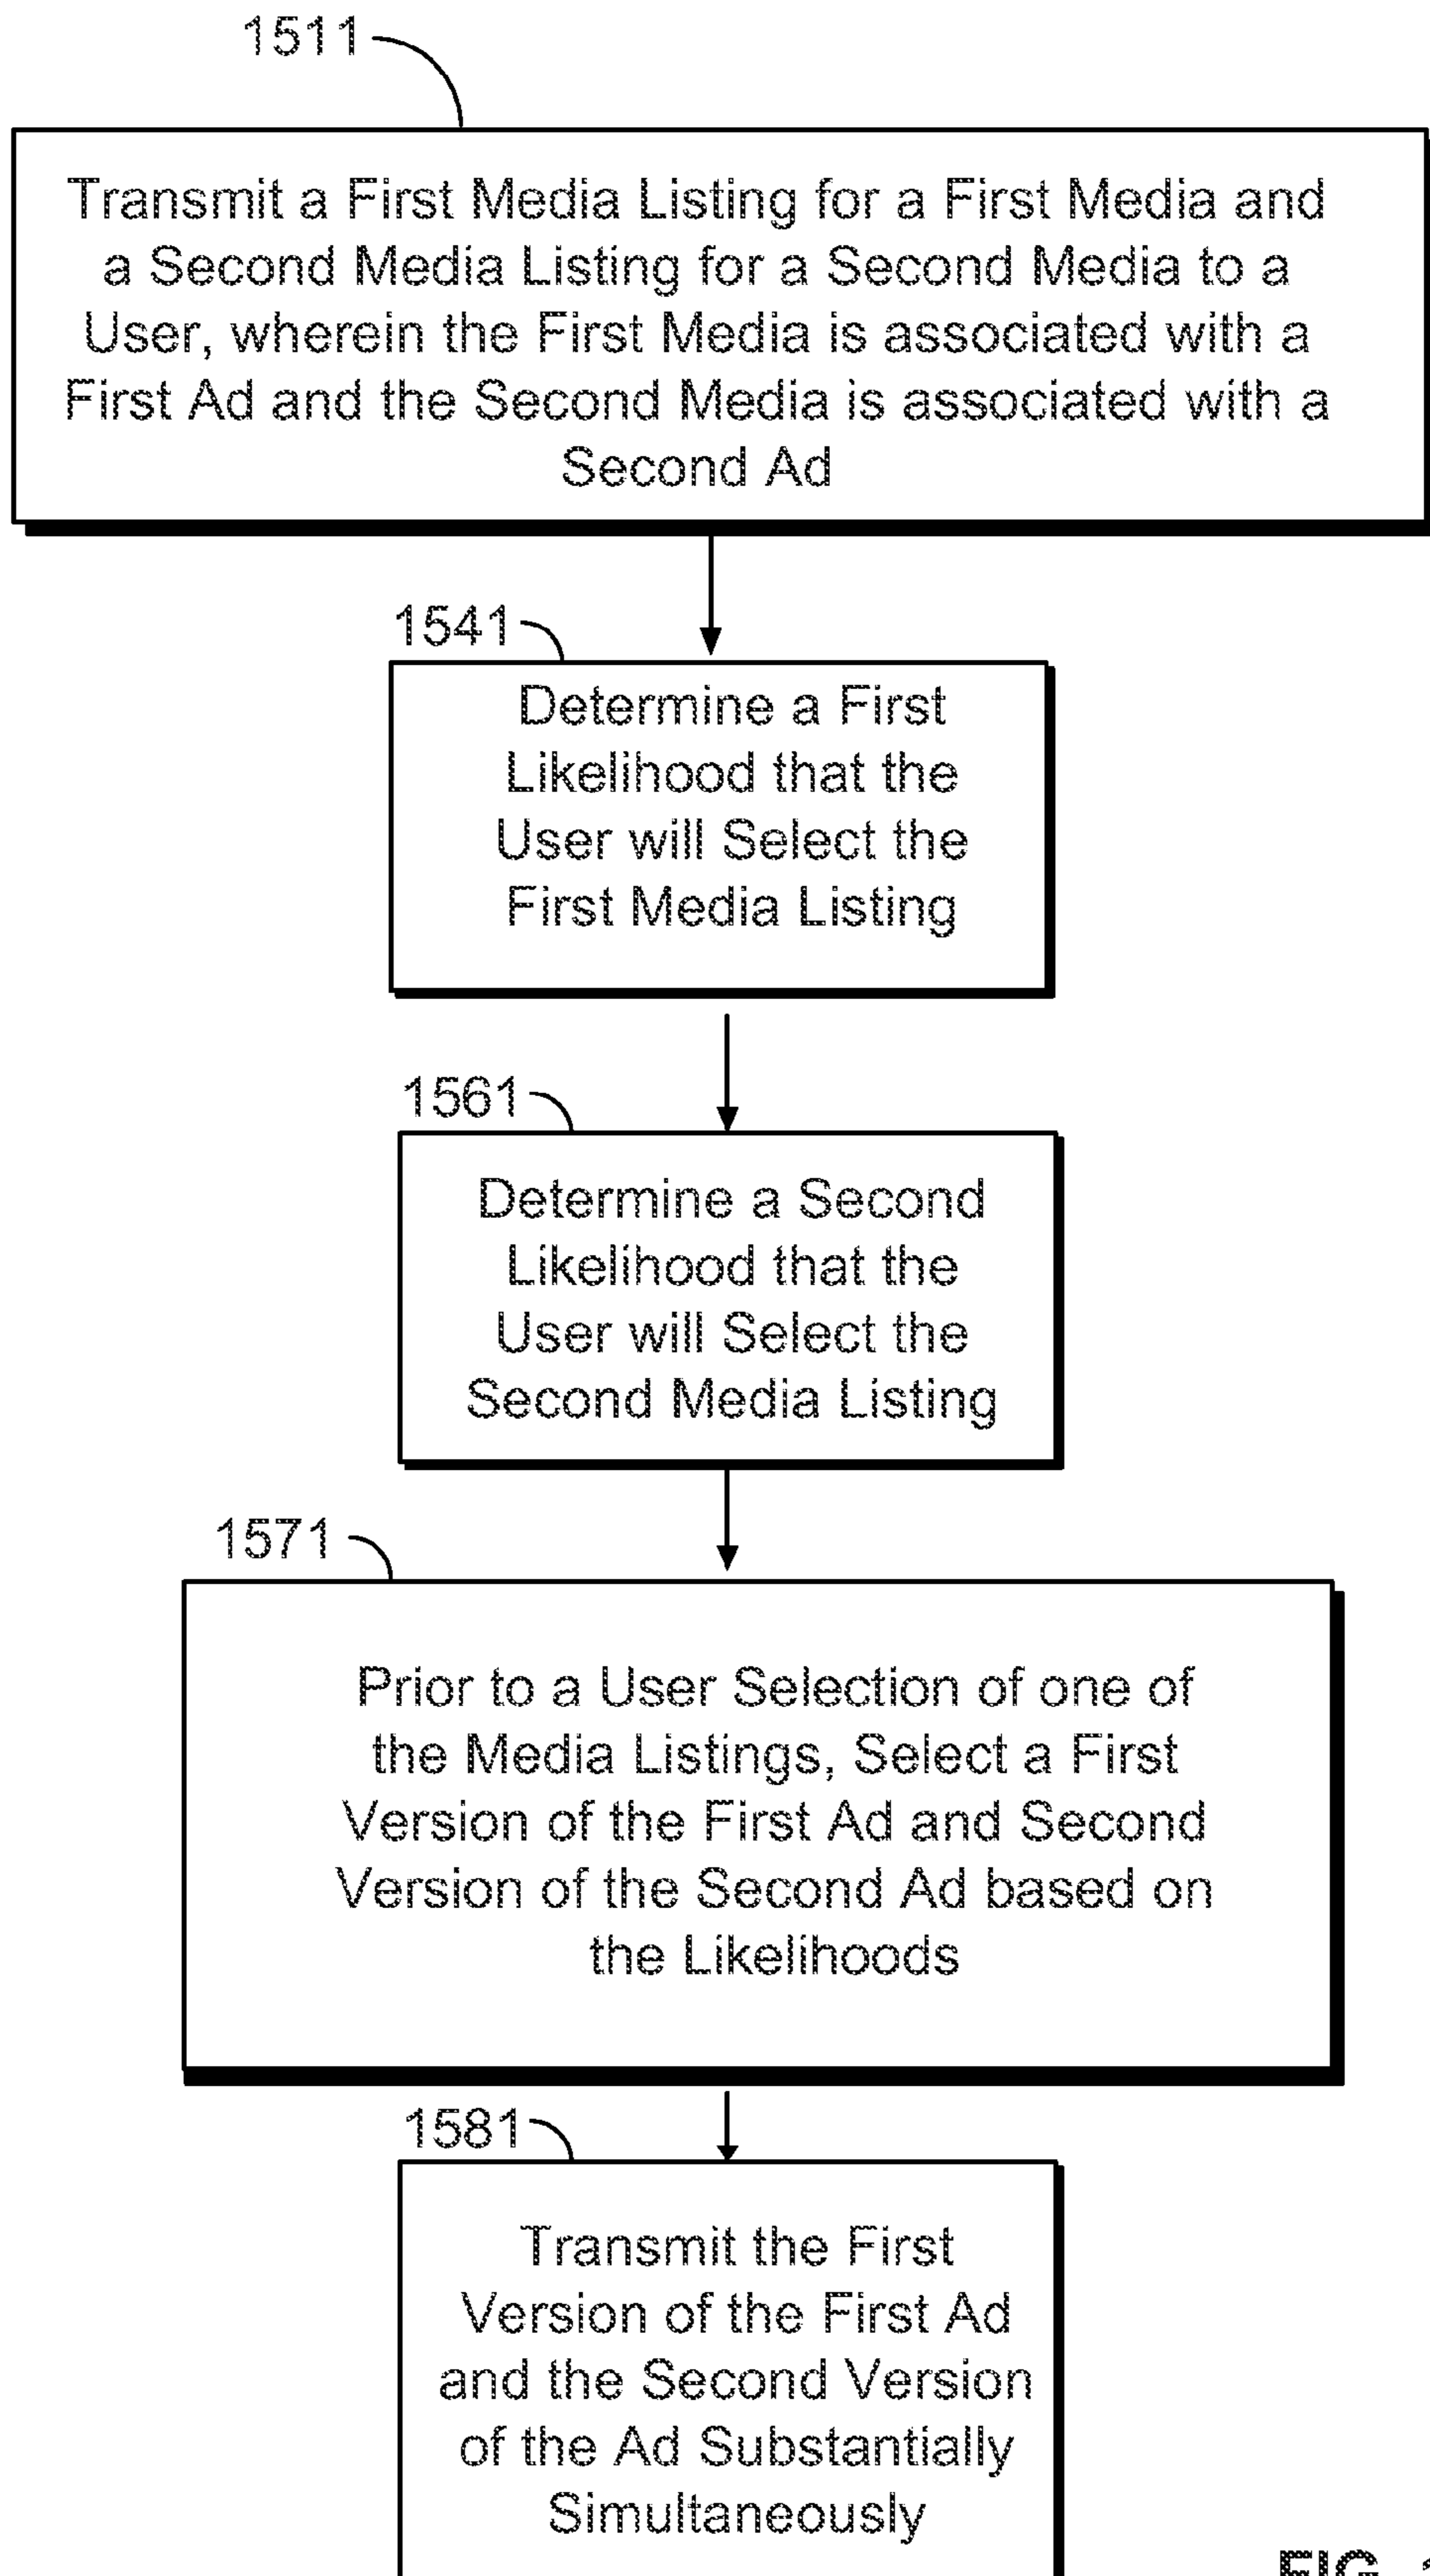 1511
Transmit a First Media Listing for a First Media and
a Second Media Listing for a Second Media to a
User, wherein the First Media is associated with a
First Ad and the Second Media is associated with a
Second Ad
1541
Determine a First
Likelihood that the
User will Select the
First Media Listing
1561
Determine a Second
Likelihood that the
User will Select the
Second Media Listing
1571
Prior to a User Selection of one of
the Media Listings, Select a First
Version of the First Ad and Second
Version of the Second Ad based on
the Likelihoods
1581
Transmit the First
Version of the First Ad
and the Second Version
of the Ad Substantially
Simultaneously
FIG.